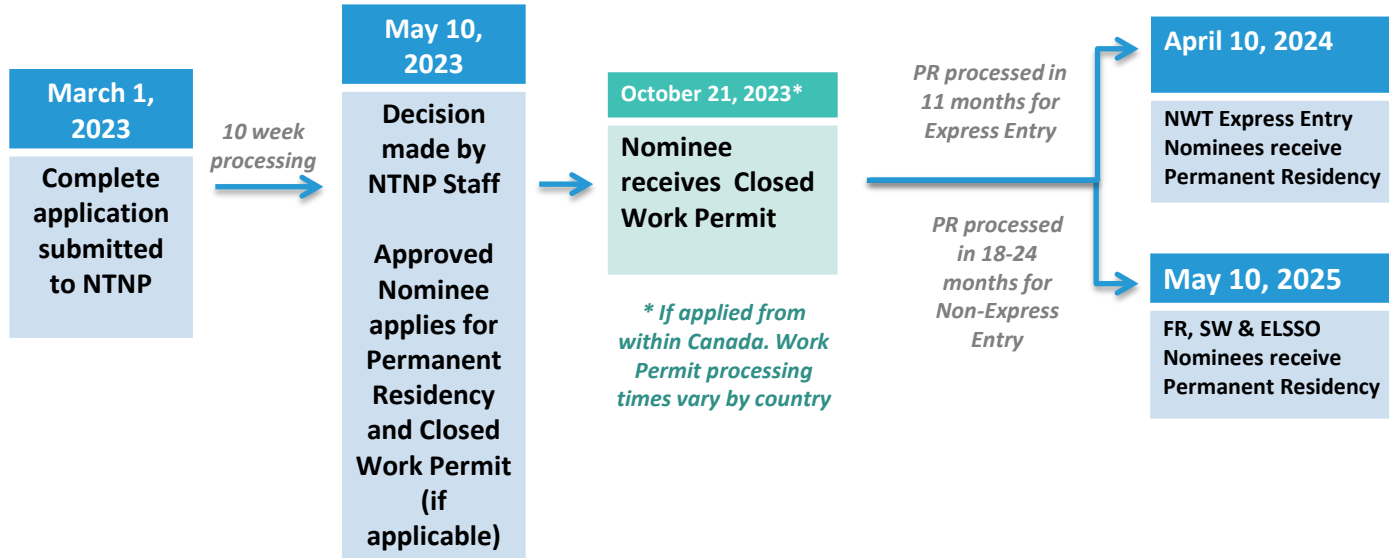 March 1,
2023
Complete
application
submitted
to NTNP
10 week
processing
May 10,
2023
Decision
made by
NTNP Staff
Approved
Nominee
applies for
Permanent
Residency
and Closed
Work Permit
(if
applicable)
October 21, 2023*
Nominee
receives Closed
Work Permit
* If applied from
within Canada. Work
Permit processing
times vary by country
PR processed in
11 months for
Express Entry
PR processed
in 18-24
months for
Non-Express
Entry
April 10, 2024
NWT Express Entry
Nominees receive
Permanent Residency
May 10, 2025
FR, SW & ELSSO
Nominees receive
Permanent Residency